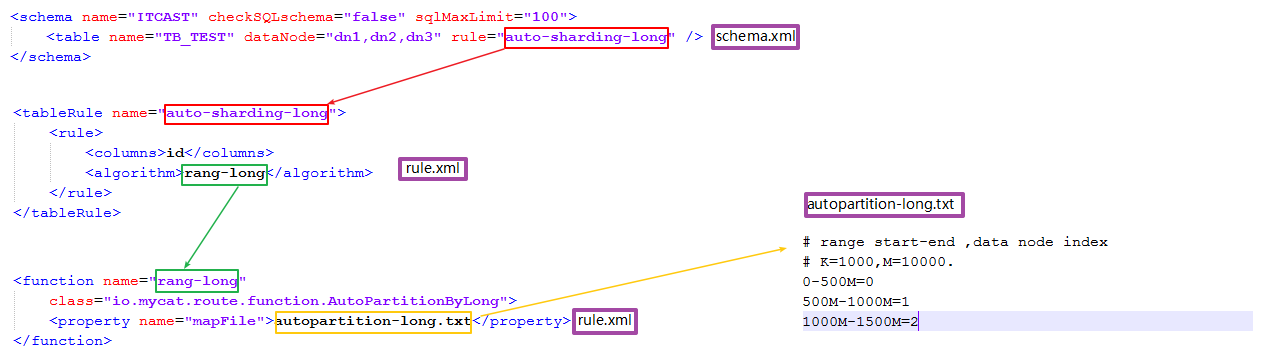 <schema name="ITCAST" checkSQLschema="false" sqlMaxLimit="100">
<table name="TB_TEST" dataNode="dn1,dn2,dn3" rule="auto-sharding-long" /> schema.xml
</schema>
<tableRule name="auto-sharding-long">
<rule>
<columns>id</columns>
<algorithm>rang-long</algorithm> rule.xml
</rule>
</tableRule>
<function name="rang-long"
class="io.mycat.route.function.AutoPartitionByLong">
<property name="mapFile">autopartition-long.txt</property> rule.xml
</function>
autopartition-long.txt
# range start-end ,data node index
# K=1000,M=10000.
0-500M=0
500M-1000M=1
1000M-1500M=2